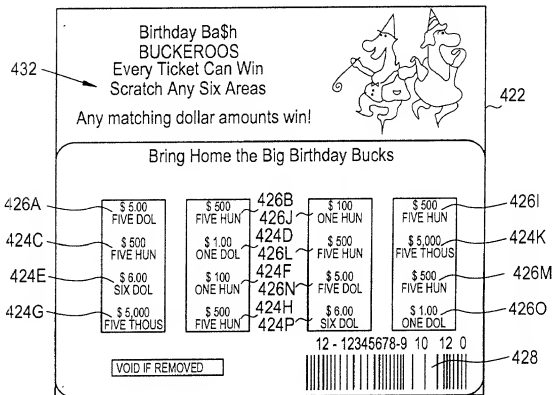 Birthday Ba$h
BUCKEROOS
432
Every Ticket Can Win
Scratch Any Six Areas
422
Any matching dollar amounts win!
Bring Home the Big Birthday Bucks
426A
$ 5.00
FIVE DOL
424C
$ 500
FIVE HUN
424E
$ 6.00
SIX DOL
424G
$ 5,000
FIVE THOUS
$ 500
FIVE HUN
426B
$ 1.00
ONE DOL
424D
$ 100
ONE HUN
424F
$ 500
FIVE HUN
424H
426J
$ 100
ONE HUN
426L
$ 500
FIVE HUN
426N
$ 5.00
FIVE DOL
424P
$ 6.00
SIX DOL
$ 500
FIVE HUN
426I
$ 5,000
FIVE THOUS
424K
$ 500
FIVE HUN
426M
$ 1.00
ONE DOL
426O
VOID IF REMOVED
12 - 12345678-9 10 12 0
428